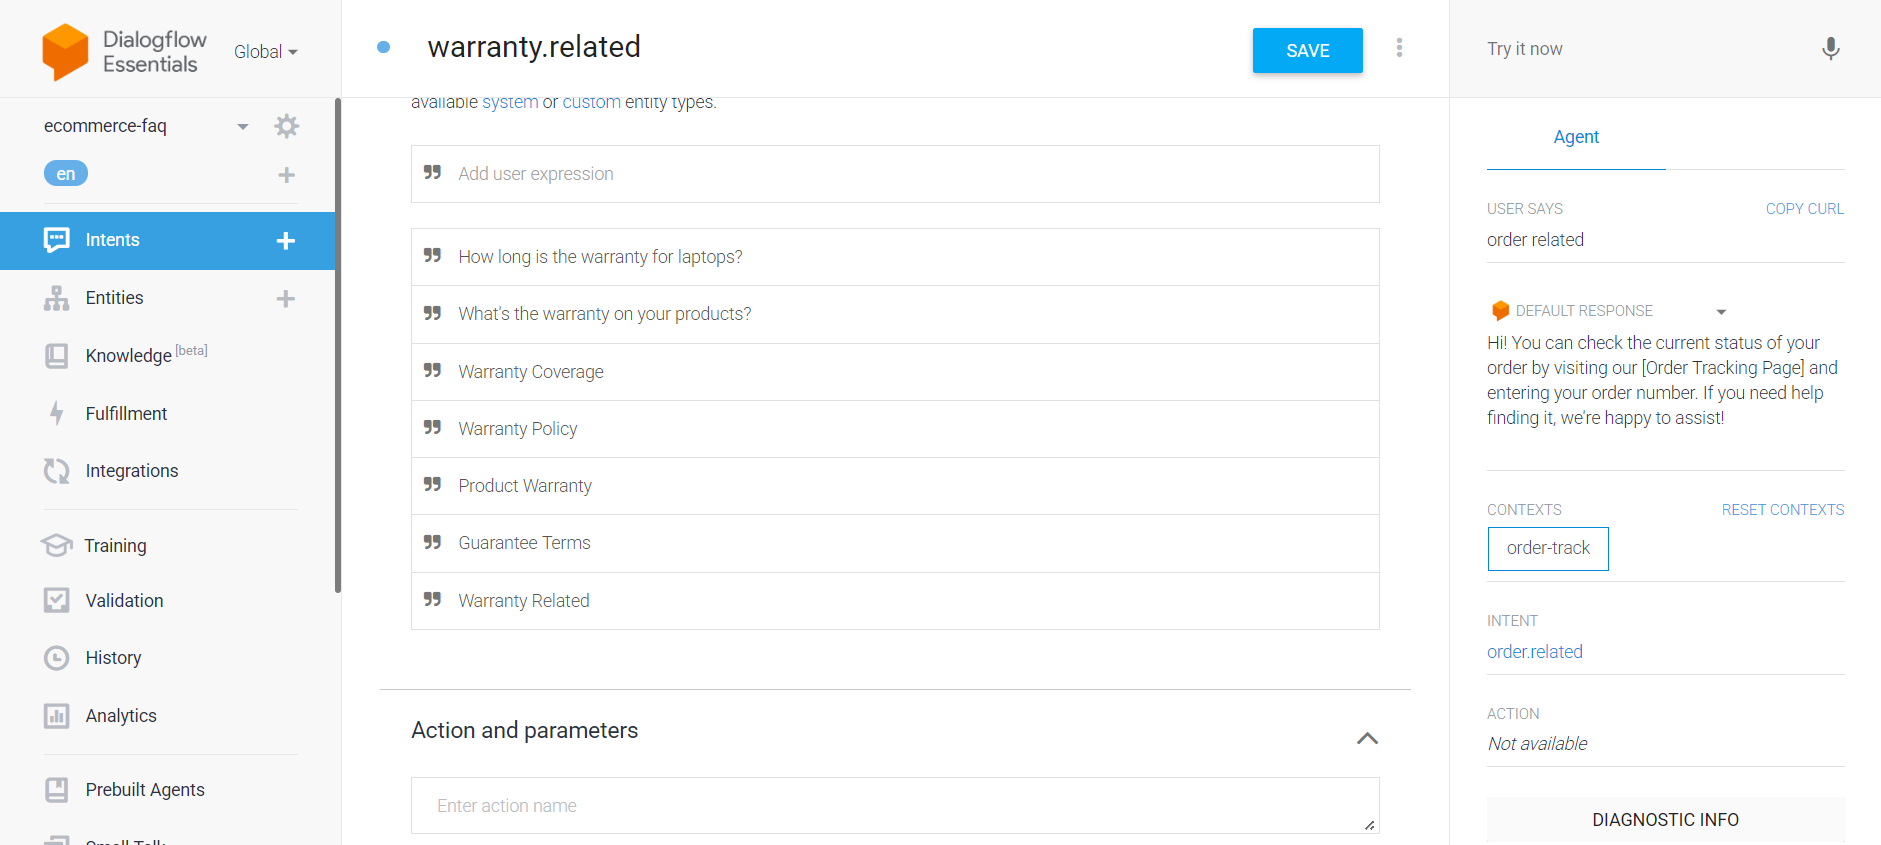 Dialogflow
Essentials
Global
ecommerce-faq
en
Intents
Entities
Knowledge [beta]
Fulfillment
Integrations
Training
Validation
History
Analytics
Prebuilt Agents
Small Talk
warranty.related
SAVE
available system or custom entity types.
Add user expression
How long is the warranty for laptops?
What's the warranty on your products?
Warranty Coverage
Warranty Policy
Product Warranty
Guarantee Terms
Warranty Related
Action and parameters
Enter action name
Try it now
Agent
USER SAYS
COPY CURL
order related
DEFAULT RESPONSE
Hi! You can check the current status of your
order by visiting our [Order Tracking Page] and
entering your order number. If you need help
finding it, we're happy to assist!
CONTEXTS
RESET CONTEXTS
order-track
INTENT
order.related
ACTION
Not available
DIAGNOSTIC INFO